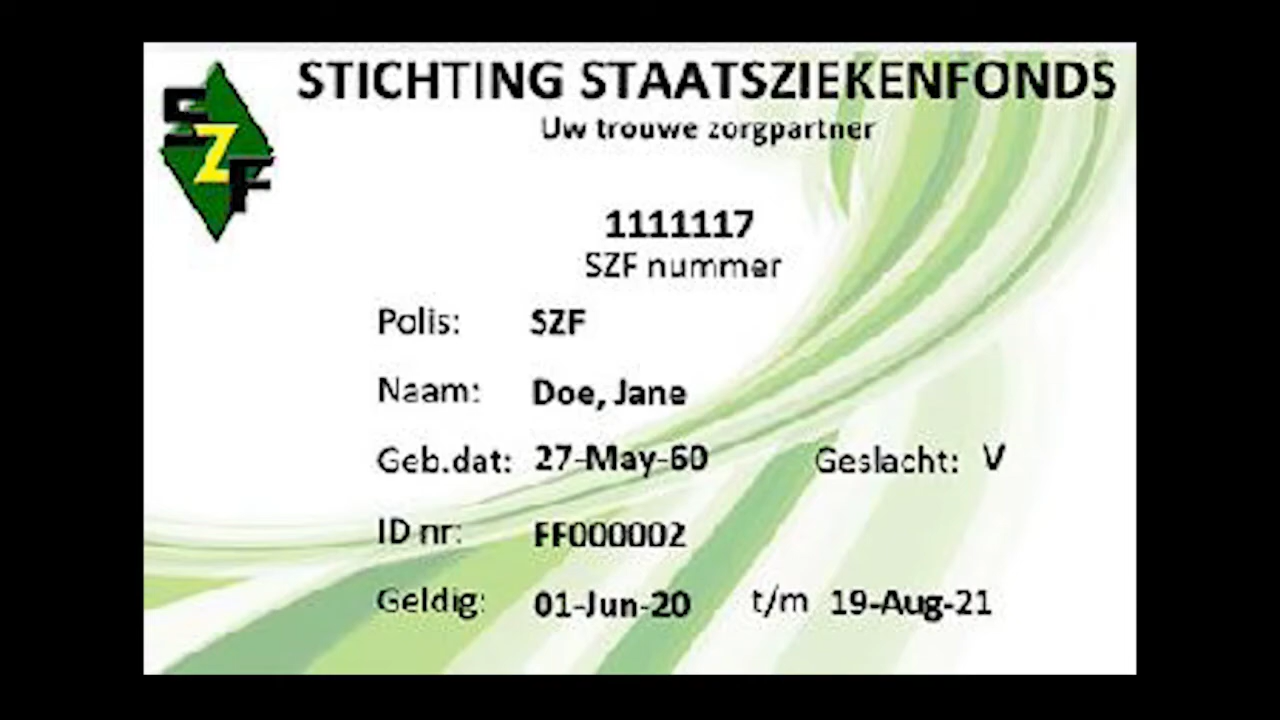 SZF
STICHTING STAATSZIEKENFONDS
Uw trouwe zorgpartner
1111117
SZF nummer
Polis: SZF
Naam: Doe, Jane
Geb.dat: 27-May-60 Geslacht: V
ID nr: FF000002
Geldig: 01-Jun-20 t/m 19-Aug-21